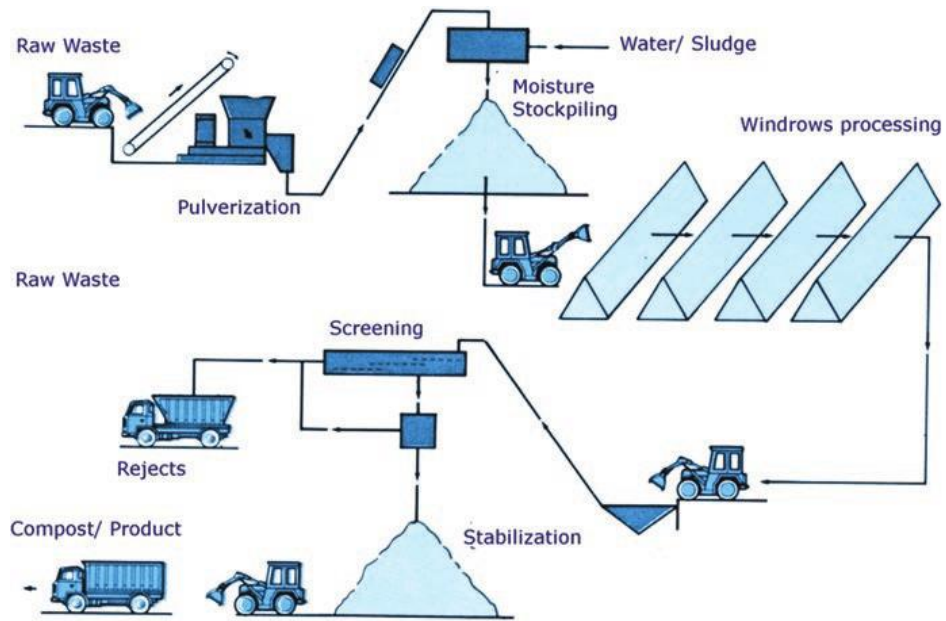 Raw Waste
Water/ Sludge
Moisture
Stockpiling
Windrows processing
Pulverization
Raw Waste
Screening
Rejects
Compost/ Product
Stabilization